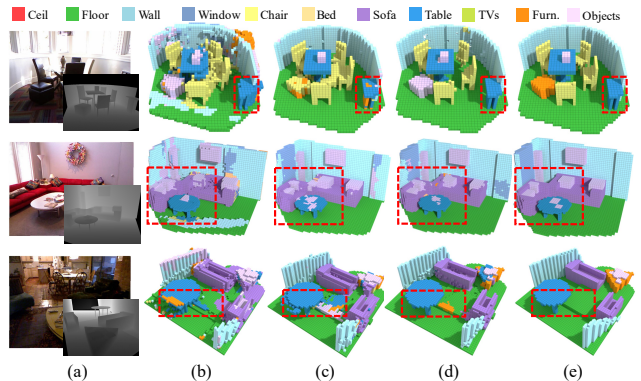 Ceil Floor Wall Window Chair Bed Sofa Table TVs Furn. Objects
(a) (b) (c) (d) (e)